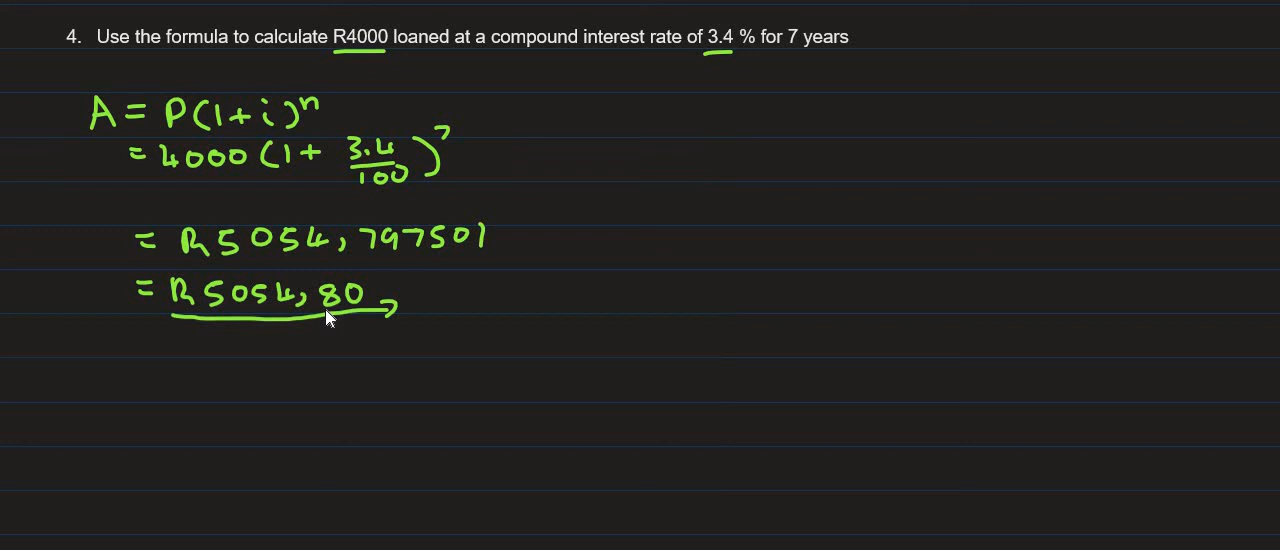 4. Use the formula to calculate R4000 loaned at a compound interest rate of 3.4 % for 7 years
A = P(1+i)^n
= 4000(1 + 3.4/100)^7
= R5054,797501
= R5054,80